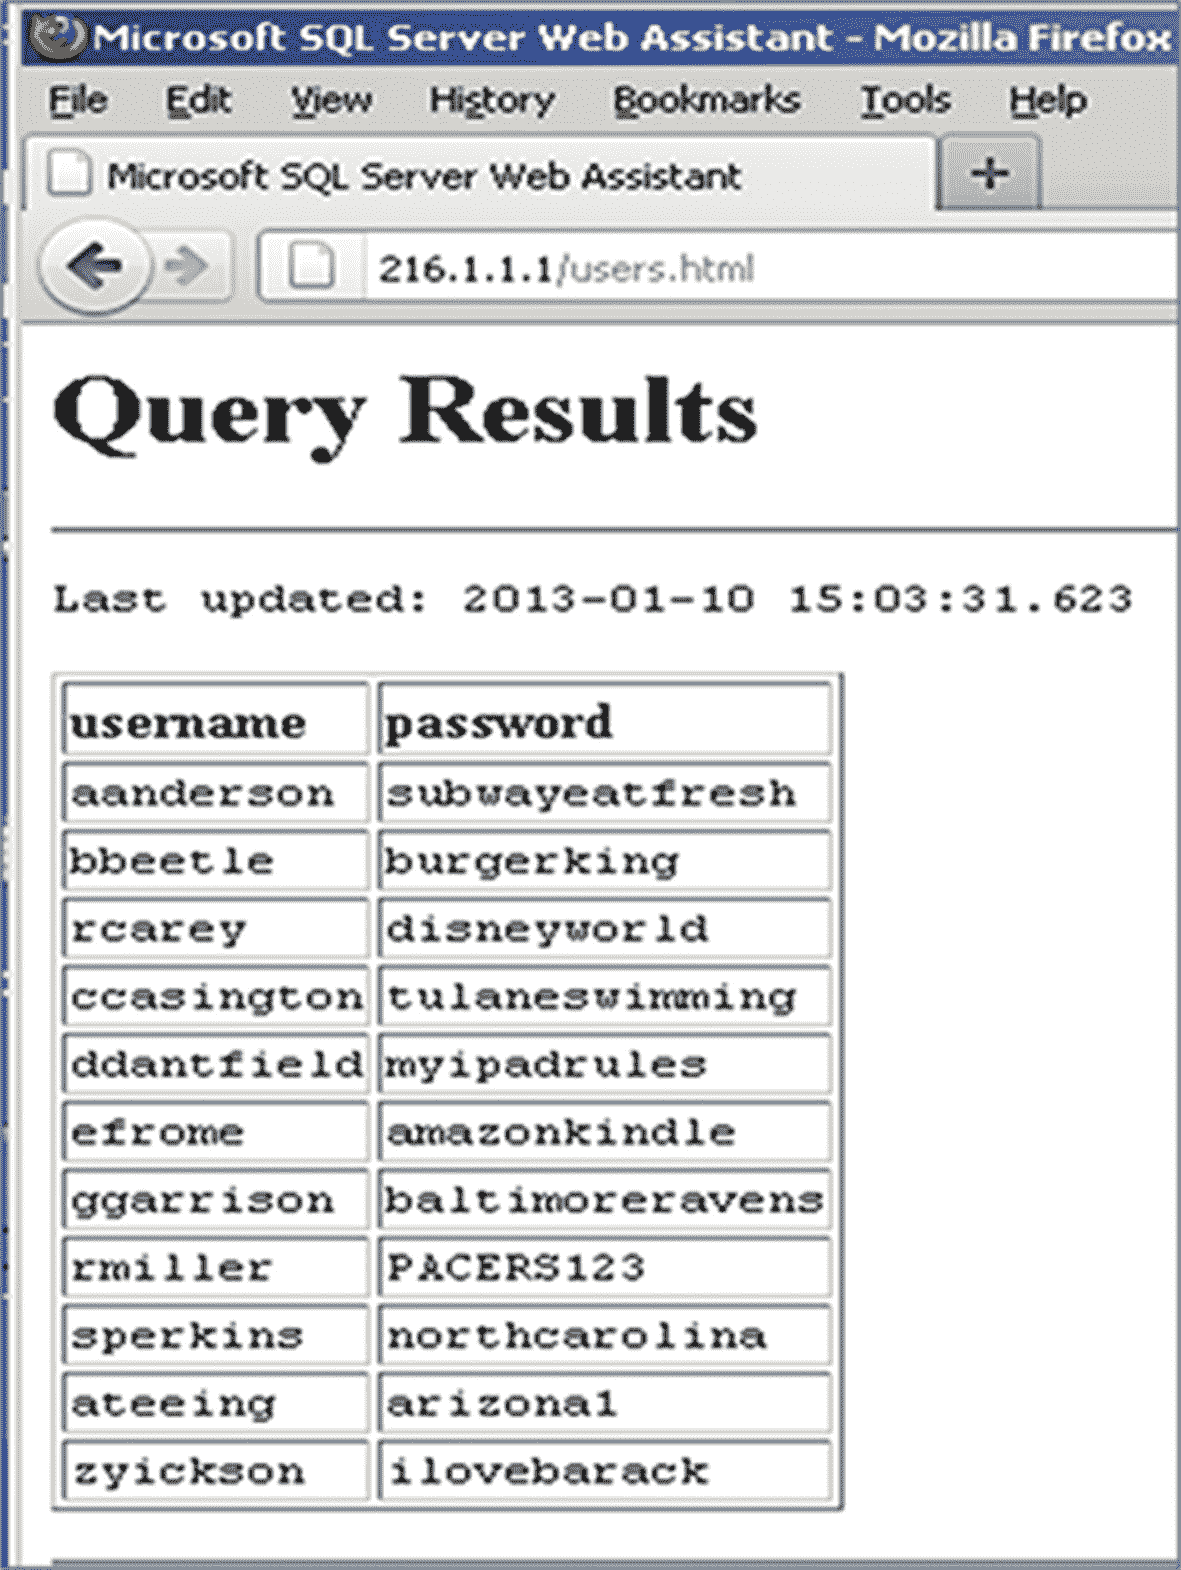 Microsoft SQL Server Web Assistant - Mozilla Firefox
File Edit View History Bookmarks Tools Help
Microsoft SQL Server Web Assistant +
216.1.1.1/users.html
Query Results
Last updated: 2013-01-10 15:03:31.623
username password
aanderson subwayeatfresh
bbeetle burgerking
rcarey disneyworld
ccasington tulaneswimming
ddantfield myipadrules
efrome amazonkindle
ggarrison baltimoreravens
rmiller PACERS123
sperkins northcarolina
ateeing arizona1
zyickson ilovebarack